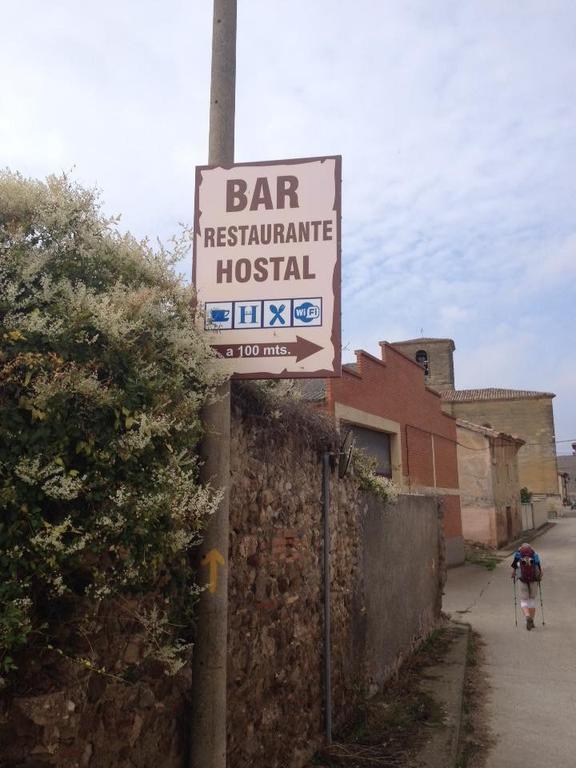 BAR
RESTAURANTE
HOSTAL
H WiFi
a 100 mts.